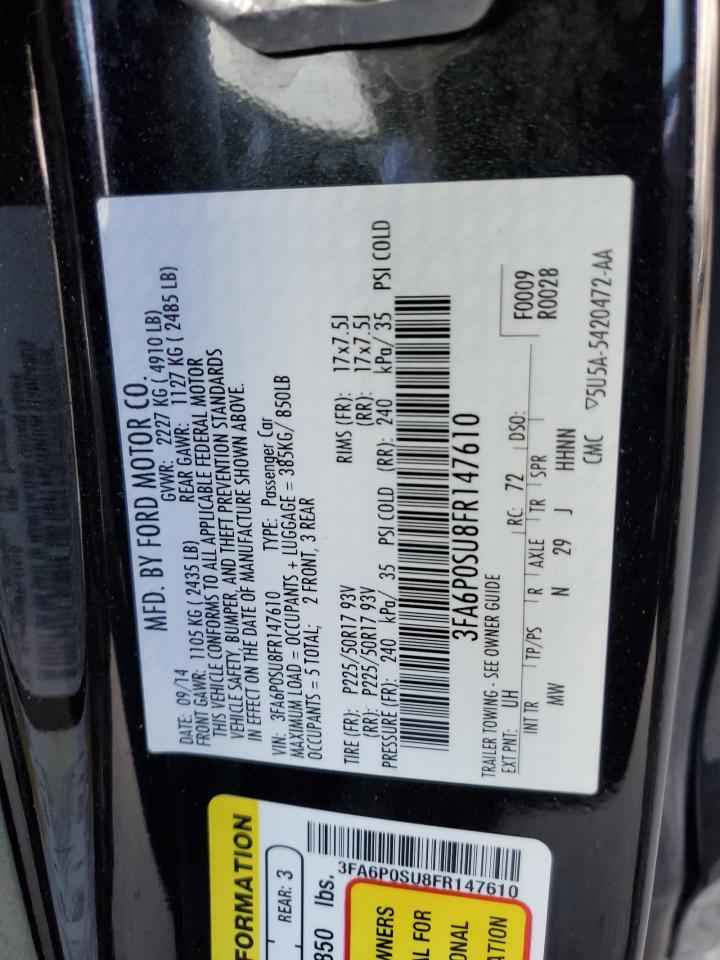 MFD. BY FORD MOTOR CO.
DATE: 09/14 GVWR: 2227 KG ( 4910 LB)
FRONT GAWR: 1105 KG ( 2435 LB) REAR GAWR: 1127 KG ( 2485 LB)
THIS VEHICLE CONFORMS TO ALL APPLICABLE FEDERAL MOTOR
VEHICLE SAFETY, BUMPER, AND THEFT PREVENTION STANDARDS
IN EFFECT ON THE DATE OF MANUFACTURE SHOWN ABOVE.
VIN: 3FA6P0SU8FR147610 TYPE: Passenger Car
MAXIMUM LOAD = OCCUPANTS + LUGGAGE = 385KG/ 850LB
OCCUPANTS = 5 TOTAL; 2 FRONT, 3 REAR
TIRE (FR): P225/50R17 93V RIMS (FR): 17x7.5J
(RR): P225/50R17 93V (RR): 17x7.5J
PRESSURE (FR): 240 kPa/ 35 PSI COLD (RR): 240 kPa/ 35 PSI COLD
3FA6P0SU8FR147610
TRAILER TOWING - SEE OWNER GUIDE
EXT PNT: UH RC: 72 DSO: F0009
R0028
INT TR TP/PS R AXLE TR SPR
MW N 29 J HHNN
CMC ▽5U5A-5420472-AA
FORMATION
REAR: 3
850 lbs.
3FA6P0SU8FR147610
WNERS
AL FOR
ONAL
ATION